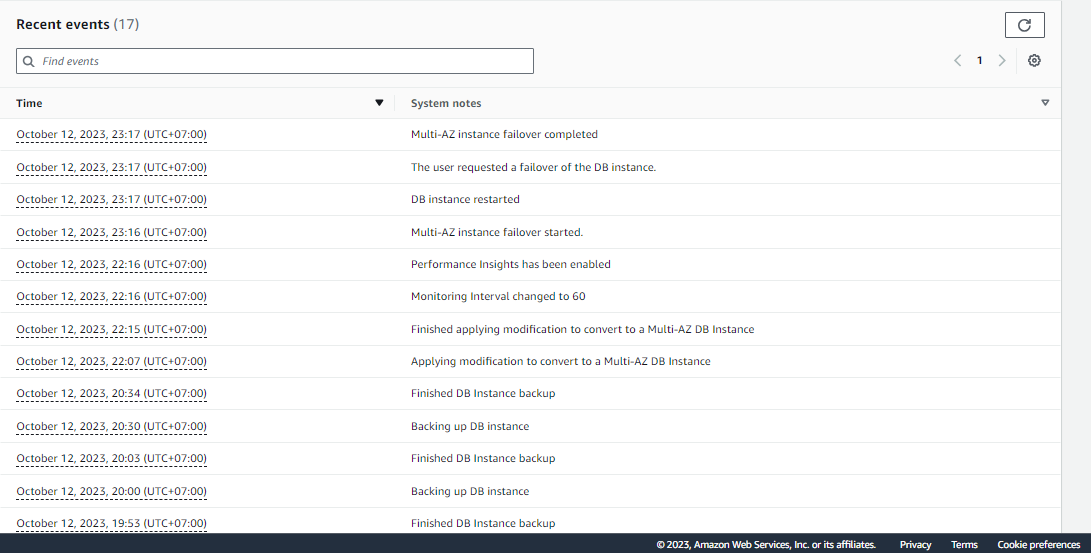 Recent events (17)
Find events
1
Time System notes
October 12, 2023, 23:17 (UTC+07:00) Multi-AZ instance failover completed
October 12, 2023, 23:17 (UTC+07:00) The user requested a failover of the DB instance.
October 12, 2023, 23:17 (UTC+07:00) DB instance restarted
October 12, 2023, 23:16 (UTC+07:00) Multi-AZ instance failover started.
October 12, 2023, 22:16 (UTC+07:00) Performance Insights has been enabled
October 12, 2023, 22:16 (UTC+07:00) Monitoring Interval changed to 60
October 12, 2023, 22:15 (UTC+07:00) Finished applying modification to convert to a Multi-AZ DB Instance
October 12, 2023, 22:07 (UTC+07:00) Applying modification to convert to a Multi-AZ DB Instance
October 12, 2023, 20:34 (UTC+07:00) Finished DB Instance backup
October 12, 2023, 20:30 (UTC+07:00) Backing up DB instance
October 12, 2023, 20:03 (UTC+07:00) Finished DB Instance backup
October 12, 2023, 20:00 (UTC+07:00) Backing up DB instance
October 12, 2023, 19:53 (UTC+07:00) Finished DB Instance backup
© 2023, Amazon Web Services, Inc. or its affiliates. Privacy Terms Cookie preferences